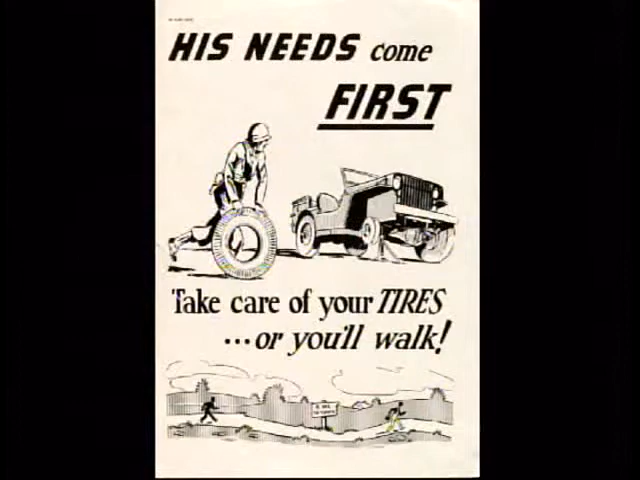 HIS NEEDS come
FIRST
Take care of your TIRES
...or you'll walk!